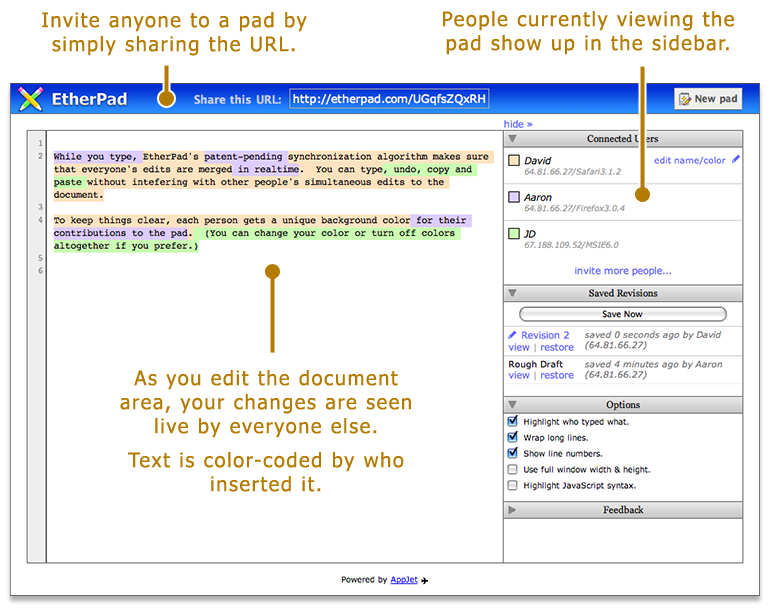 Invite anyone to a pad by
simply sharing the URL.
People currently viewing the
pad show up in the sidebar.
EtherPad
Share this URL: http://etherpad.com/UGqfsZQxRH
New pad
hide »
1
2 While you type, EtherPad's patent-pending synchronization algorithm makes sure
that everyone's edits are merged in realtime. You can type, undo, copy and
paste without intefering with other people's simultaneous edits to the
document.
3
4 To keep things clear, each person gets a unique background color for their
contributions to the pad. (You can change your color or turn off colors
altogether if you prefer.)
5
6
As you edit the document
area, your changes are seen
live by everyone else.
Text is color-coded by who
inserted it.
Connected Users
David edit name/color
64.81.66.27/Safari3.1.2
Aaron
64.81.66.27/Firefox3.0.4
JD
67.188.109.52/MSIE6.0
invite more people...
Saved Revisions
Save Now
Revision 2 saved 0 seconds ago by David
view | restore (64.81.66.27)
Rough Draft saved 4 minutes ago by Aaron
view | restore (64.81.66.27)
Options
Highlight who typed what.
Wrap long lines.
Show line numbers.
Use full window width & height.
Highlight JavaScript syntax.
Feedback
Powered by AppJet